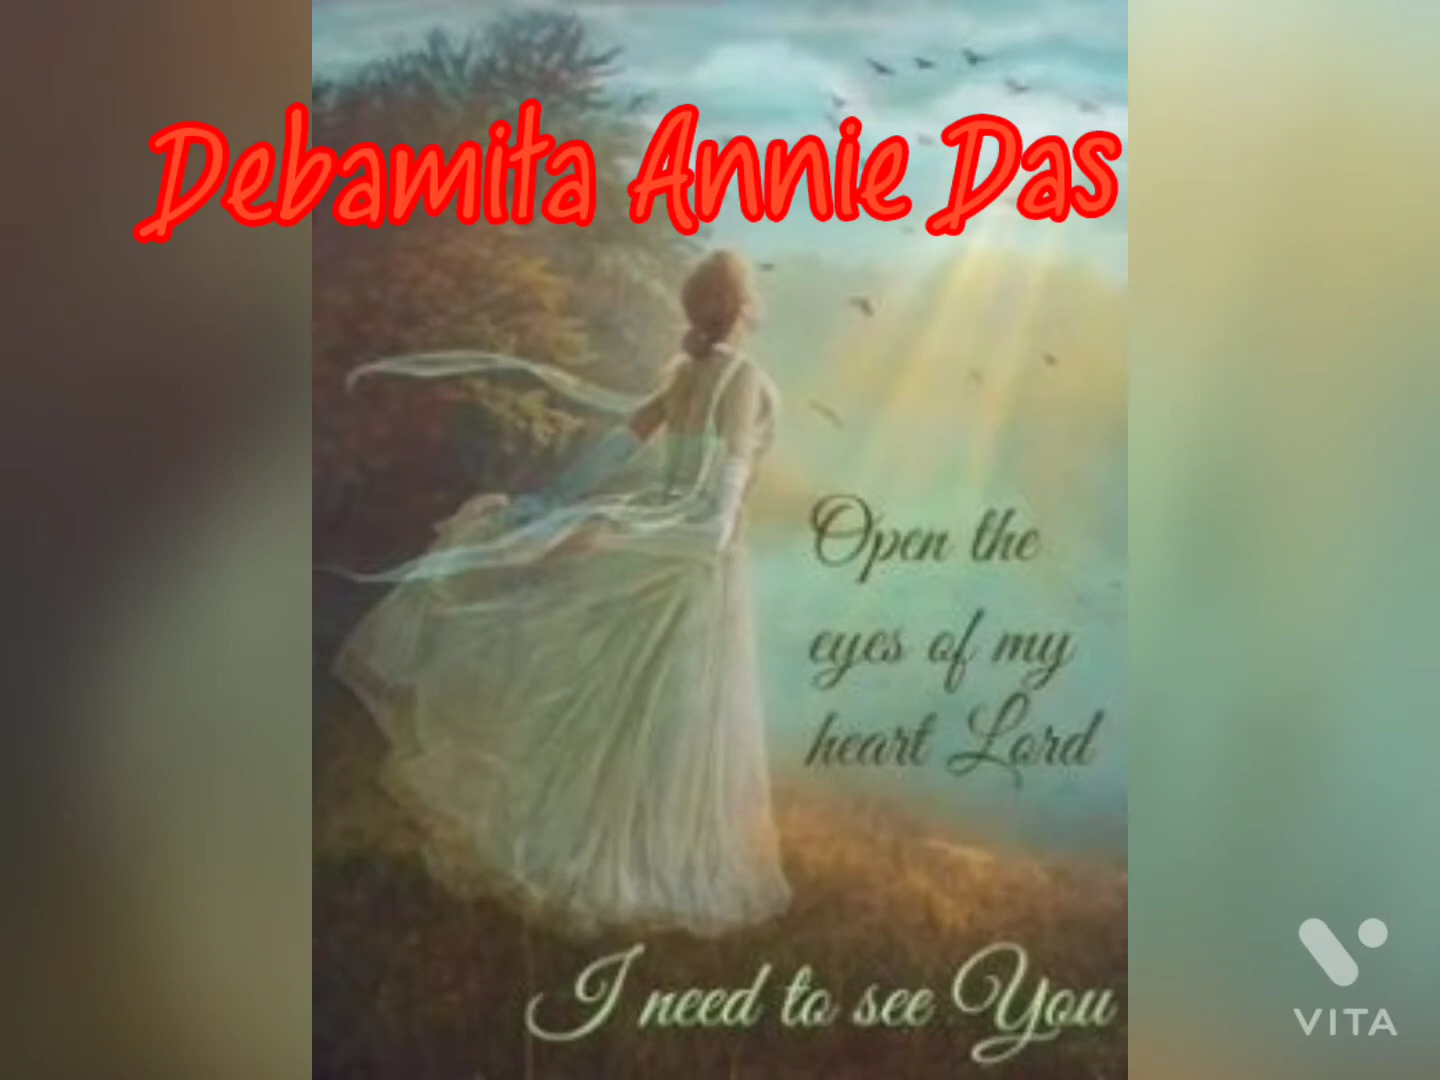 Debamita Annie Das
Open the
eyes of my
heart Lord
I need to see You
VITA